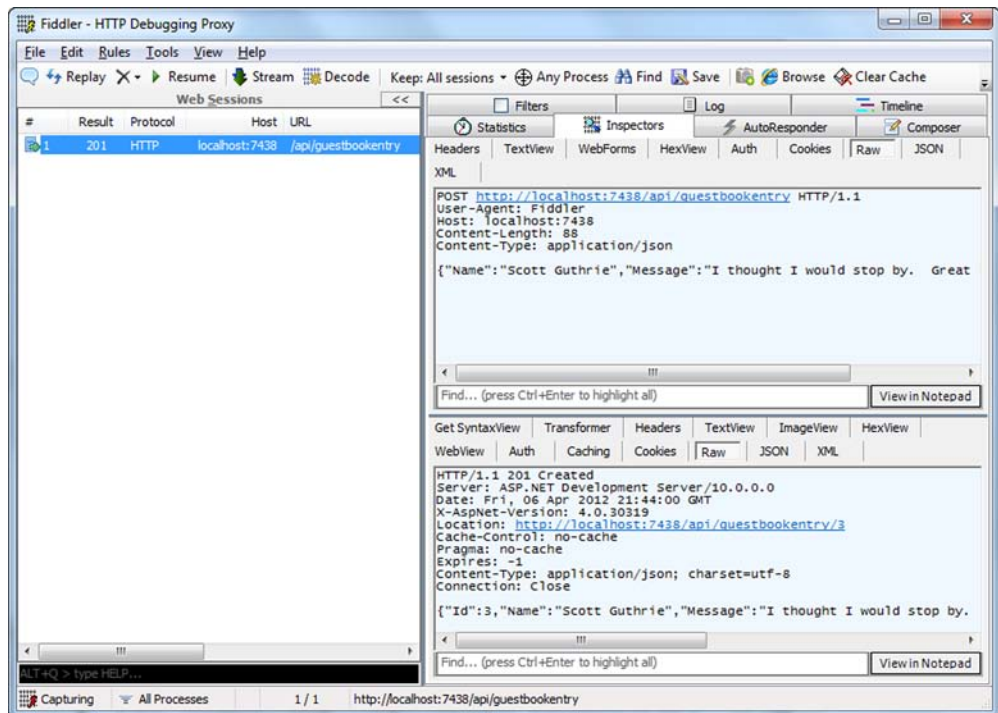 Fiddler - HTTP Debugging Proxy
File Edit Rules Tools View Help
Replay X Resume Stream Decode Keep: All sessions Any Process Find Save Browse Clear Cache
Web Sessions <<
# Result Protocol Host URL
1 201 HTTP localhost:7438 /api/guestbookentry
ALT+Q > type HELP...
Filters Log Timeline
Statistics Inspectors AutoResponder Composer
Headers TextView WebForms HexView Auth Cookies Raw JSON
XML
POST http://localhost:7438/api/guestbookentry HTTP/1.1
User-Agent: Fiddler
Host: localhost:7438
Content-Length: 88
Content-Type: application/json
{"Name":"Scott Guthrie","Message":"I thought I would stop by.  Great
Find... (press Ctrl+Enter to highlight all) View in Notepad
Get SyntaxView Transformer Headers TextView ImageView HexView
WebView Auth Caching Cookies Raw JSON XML
HTTP/1.1 201 Created
Server: ASP.NET Development Server/10.0.0.0
Date: Fri, 06 Apr 2012 21:44:00 GMT
X-AspNet-Version: 4.0.30319
Location: http://localhost:7438/api/guestbookentry/3
Cache-Control: no-cache
Pragma: no-cache
Expires: -1
Content-Type: application/json; charset=utf-8
Connection: Close
{"Id":3,"Name":"Scott Guthrie","Message":"I thought I would stop by.
Find... (press Ctrl+Enter to highlight all) View in Notepad
Capturing All Processes 1 / 1 http://localhost:7438/api/guestbookentry